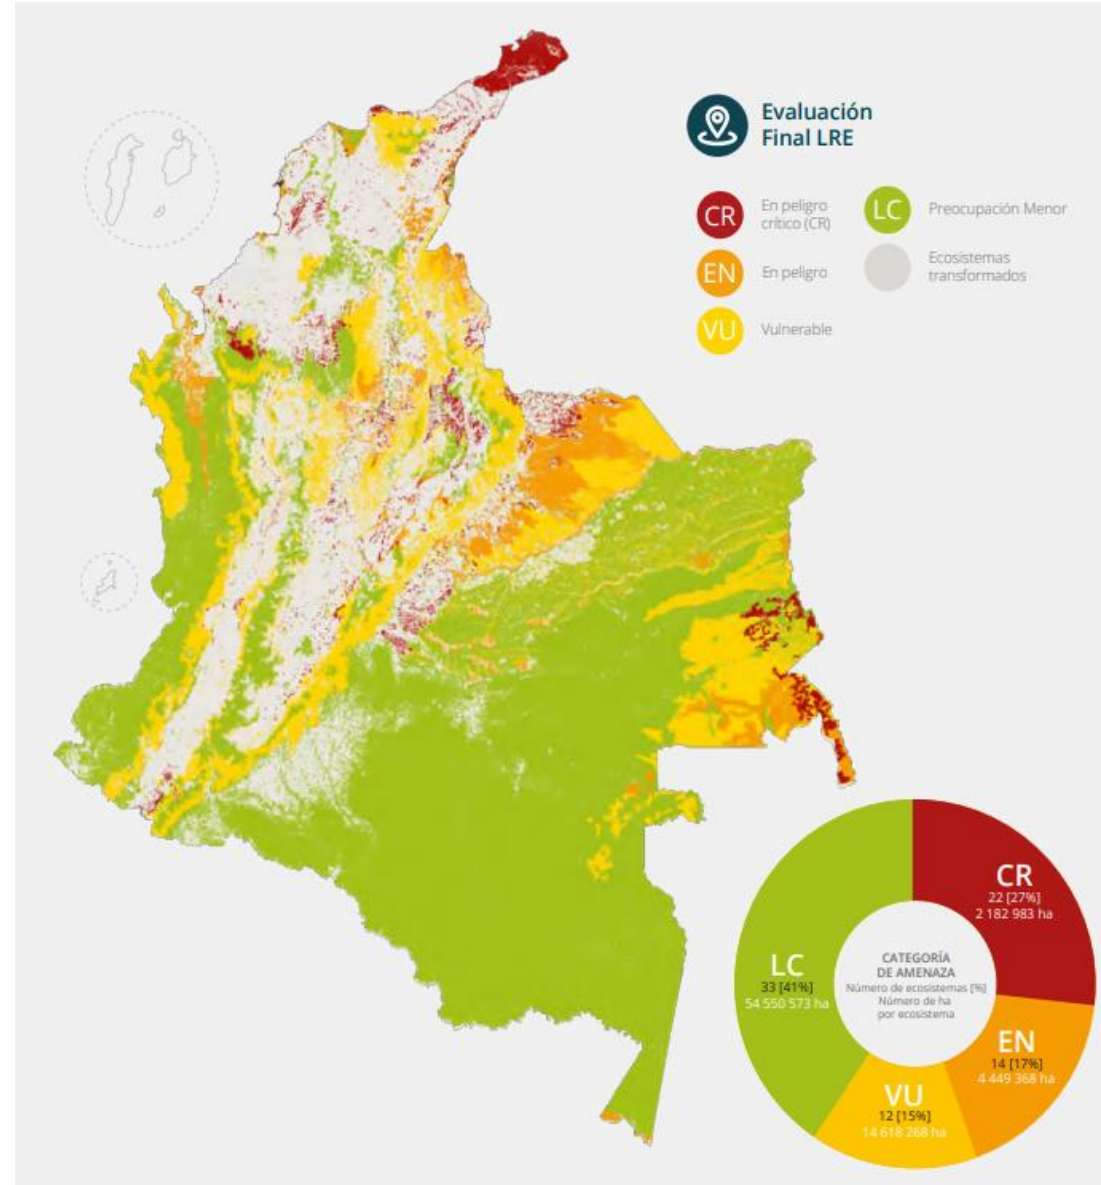 Evaluación
Final LRE
CR
En peligro
crítico (CR)
LC
Preocupación Menor
EN
En peligro
Ecosistemas
transformados
VU
Vulnerable
CR
22 [27%]
2 182 983 ha
LC
33 [41%]
54 550 573 ha
CATEGORÍA
DE AMENAZA
Número de ecosistemas [%]
Número de ha
por ecosistema
EN
14 [17%]
4 449 368 ha
VU
12 [15%]
14 618 268 ha